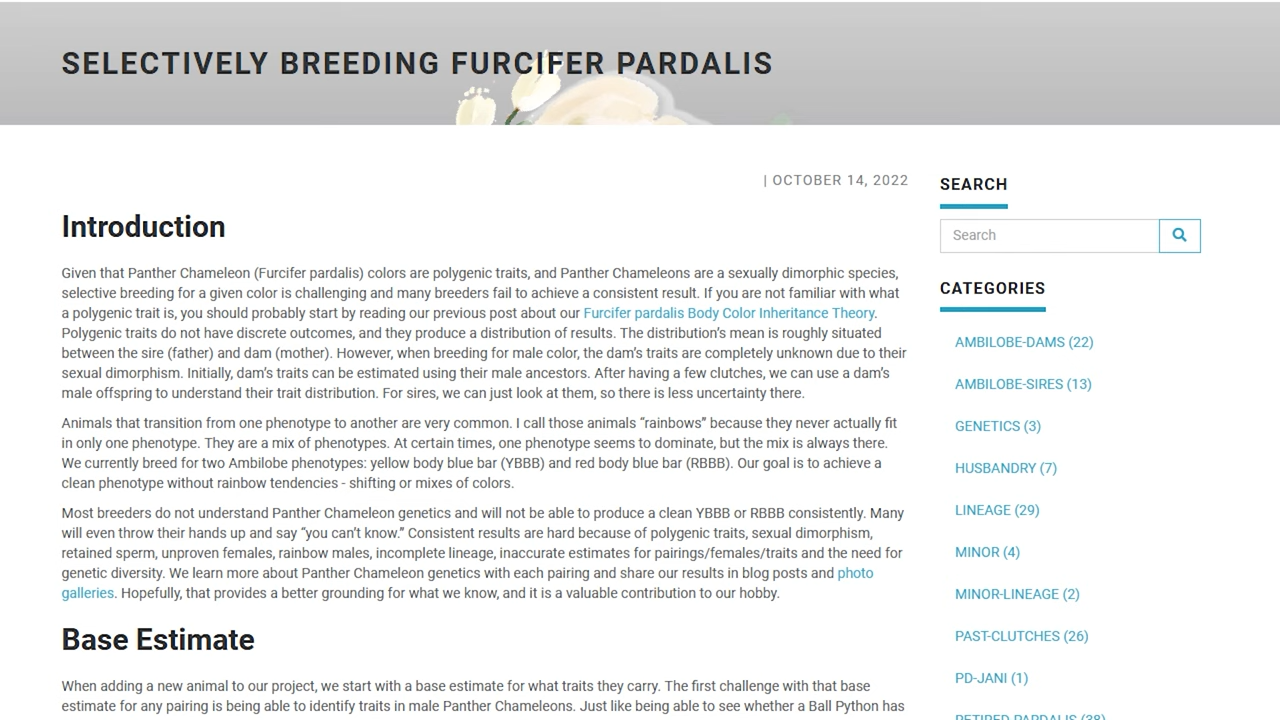 SELECTIVELY BREEDING FURCIFER PARDALIS
| OCTOBER 14, 2022
Introduction
Given that Panther Chameleon (Furcifer pardalis) colors are polygenic traits, and Panther Chameleons are a sexually dimorphic species,
selective breeding for a given color is challenging and many breeders fail to achieve a consistent result. If you are not familiar with what
a polygenic trait is, you should probably start by reading our previous post about our Furcifer pardalis Body Color Inheritance Theory.
Polygenic traits do not have discrete outcomes, and they produce a distribution of results. The distribution’s mean is roughly situated
between the sire (father) and dam (mother). However, when breeding for male color, the dam’s traits are completely unknown due to their
sexual dimorphism. Initially, dam’s traits can be estimated using their male ancestors. After having a few clutches, we can use a dam’s
male offspring to understand their trait distribution. For sires, we can just look at them, so there is less uncertainty there.
Animals that transition from one phenotype to another are very common. I call those animals “rainbows” because they never actually fit
in only one phenotype. They are a mix of phenotypes. At certain times, one phenotype seems to dominate, but the mix is always there.
We currently breed for two Ambilobe phenotypes: yellow body blue bar (YBBB) and red body blue bar (RBBB). Our goal is to achieve a
clean phenotype without rainbow tendencies - shifting or mixes of colors.
Most breeders do not understand Panther Chameleon genetics and will not be able to produce a clean YBBB or RBBB consistently. Many
will even throw their hands up and say “you can’t know.” Consistent results are hard because of polygenic traits, sexual dimorphism,
retained sperm, unproven females, rainbow males, incomplete lineage, inaccurate estimates for pairings/females/traits and the need for
genetic diversity. We learn more about Panther Chameleon genetics with each pairing and share our results in blog posts and photo
galleries. Hopefully, that provides a better grounding for what we know, and it is a valuable contribution to our hobby.
Base Estimate
When adding a new animal to our project, we start with a base estimate for what traits they carry. The first challenge with that base
estimate for any pairing is being able to identify traits in male Panther Chameleons. Just like being able to see whether a Ball Python has
SEARCH
Search
CATEGORIES
AMBILOBE-DAMS (22)
AMBILOBE-SIRES (13)
GENETICS (3)
HUSBANDRY (7)
LINEAGE (29)
MINOR (4)
MINOR-LINEAGE (2)
PAST-CLUTCHES (26)
PD-JANI (1)
RETIRED-PARDALIS (38)